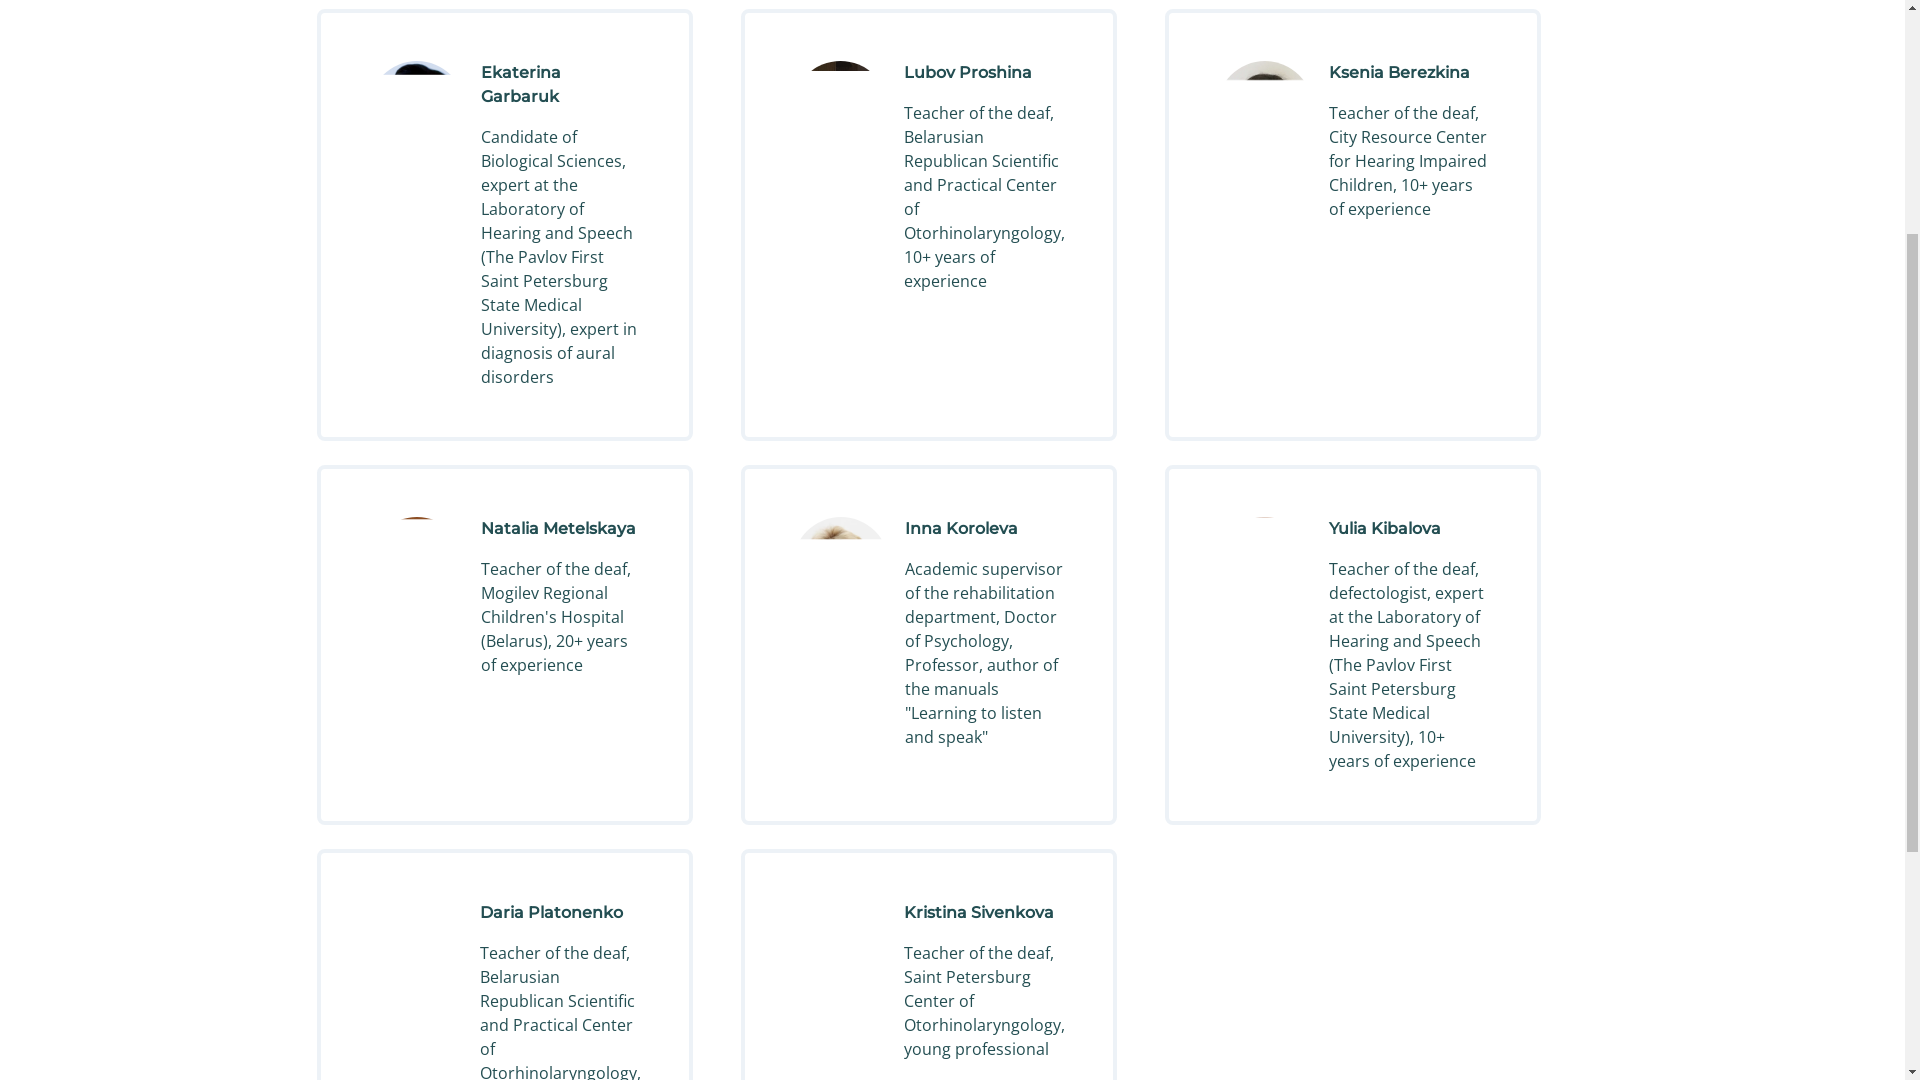 Ekaterina
Garbaruk
Candidate of
Biological Sciences,
expert at the
Laboratory of
Hearing and Speech
(The Pavlov First
Saint Petersburg
State Medical
University), expert in
diagnosis of aural
disorders
Lubov Proshina
Teacher of the deaf,
Belarusian
Republican Scientific
and Practical Center
of
Otorhinolaryngology,
10+ years of
experience
Ksenia Berezkina
Teacher of the deaf,
City Resource Center
for Hearing Impaired
Children, 10+ years
of experience
Natalia Metelskaya
Teacher of the deaf,
Mogilev Regional
Children's Hospital
(Belarus), 20+ years
of experience
Inna Koroleva
Academic supervisor
of the rehabilitation
department, Doctor
of Psychology,
Professor, author of
the manuals
"Learning to listen
and speak"
Yulia Kibalova
Teacher of the deaf,
defectologist, expert
at the Laboratory of
Hearing and Speech
(The Pavlov First
Saint Petersburg
State Medical
University), 10+
years of experience
Daria Platonenko
Teacher of the deaf,
Belarusian
Republican Scientific
and Practical Center
of
Otorhinolaryngology,
Kristina Sivenkova
Teacher of the deaf,
Saint Petersburg
Center of
Otorhinolaryngology,
young professional